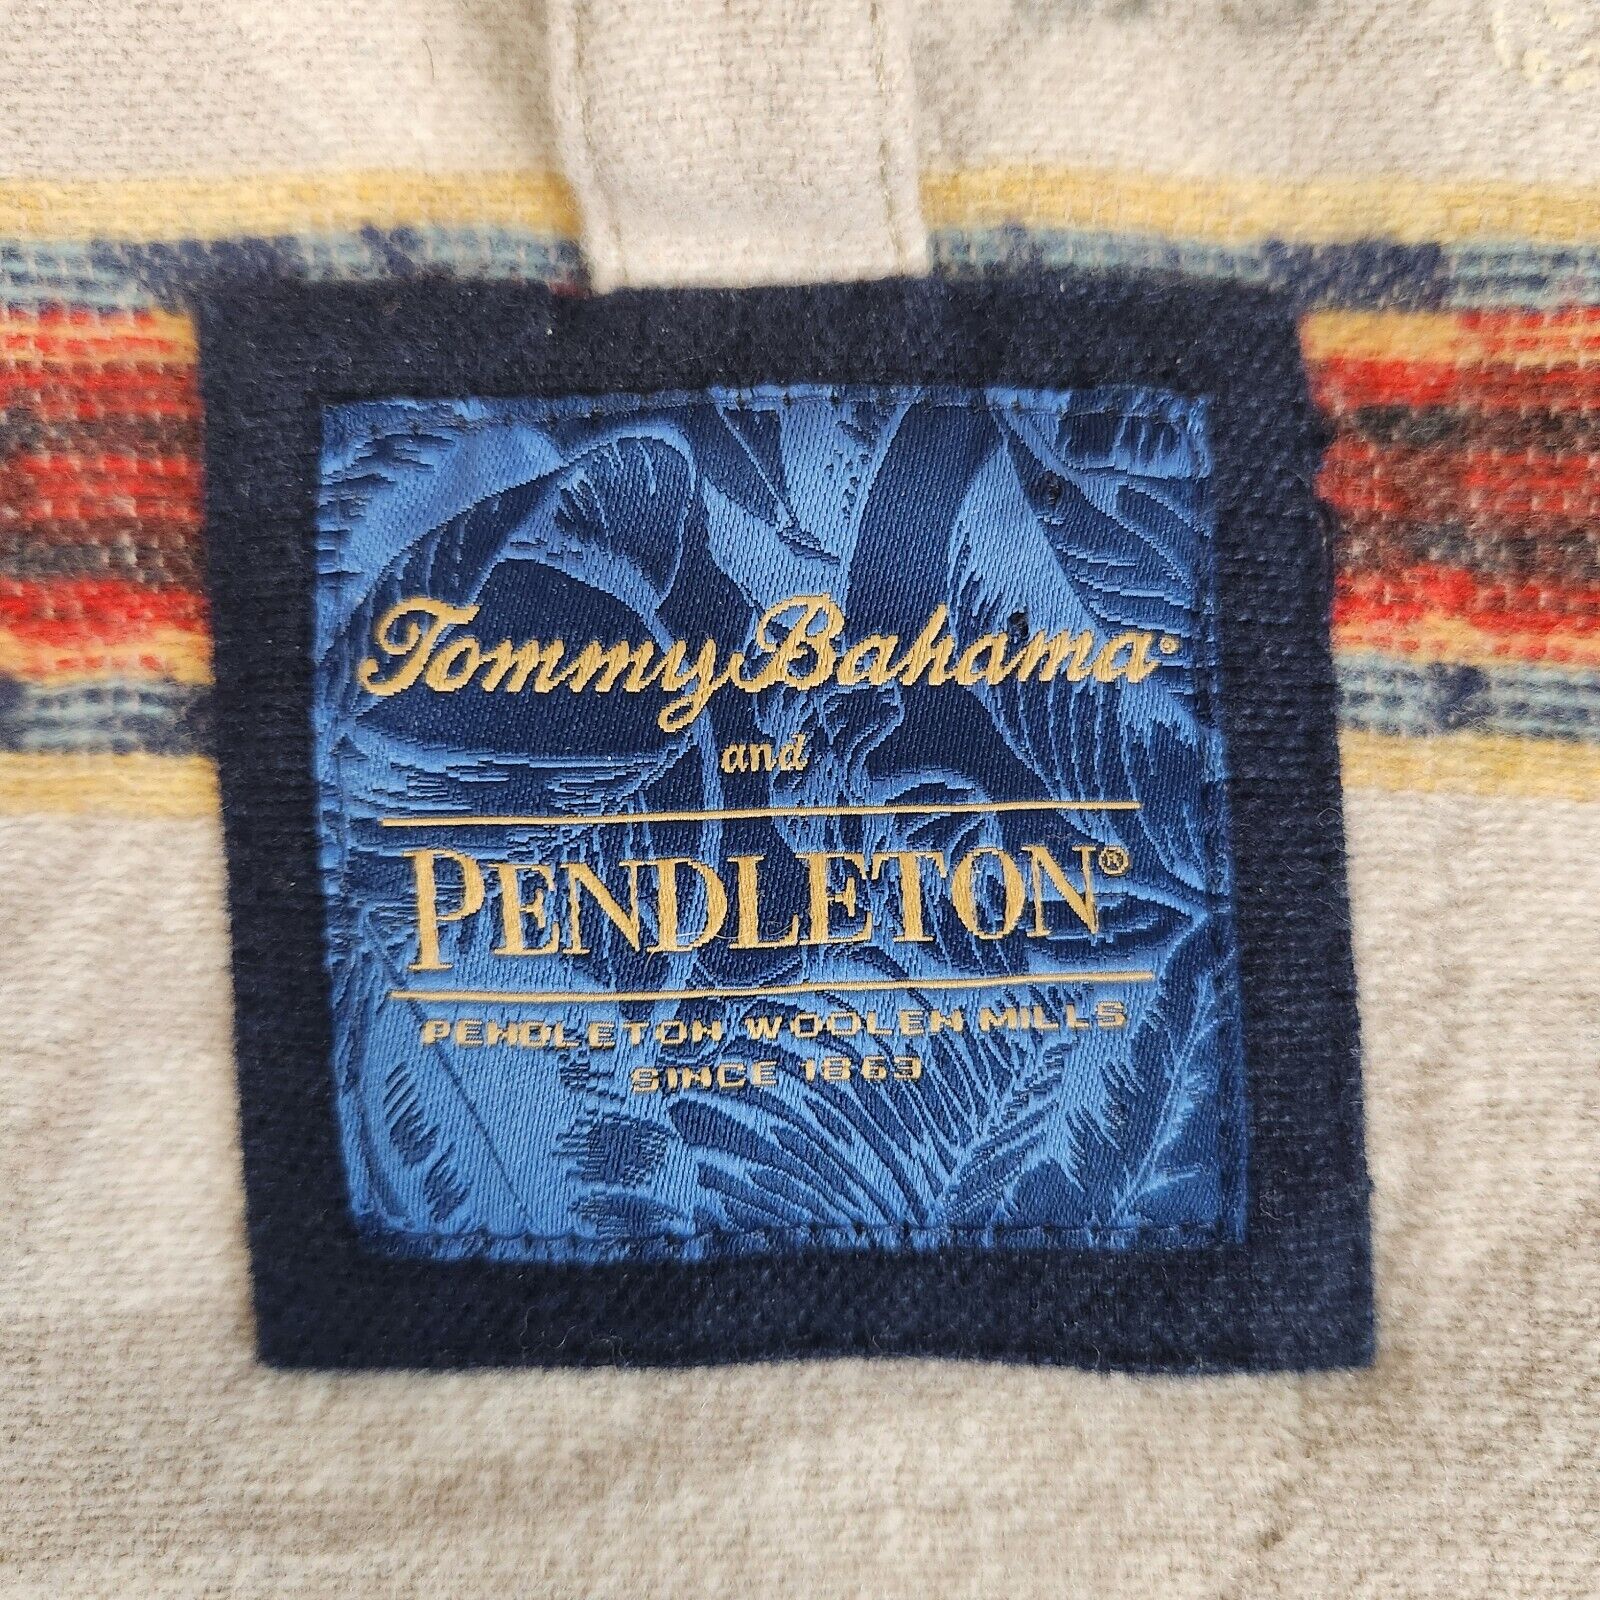 Tommy Bahama®
and
PENDLETON®
PENDLETON WOOLEN MILLS
SINCE 1863